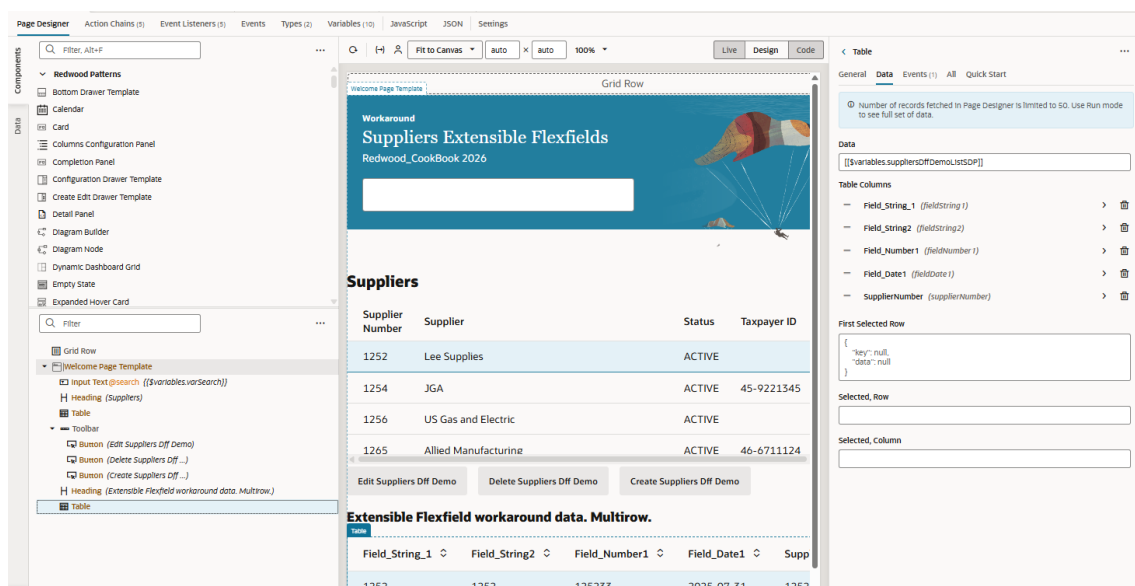 Page Designer Action Chains (5) Event Listeners (5) Events Types (2) Variables (10) JavaScript JSON Settings
Components
Data
Filter, Alt+F
Redwood Patterns
Bottom Drawer Template
Calendar
Card
Columns Configuration Panel
Completion Panel
Configuration Drawer Template
Create Edit Drawer Template
Detail Panel
Diagram Builder
Diagram Node
Dynamic Dashboard Grid
Empty State
Expanded Hover Card
Filter
Grid Row
Welcome Page Template
Input Text @search {{$variables.varSearch}}
Heading (Suppliers)
Table
Toolbar
Button (Edit Suppliers Dff Demo)
Button (Delete Suppliers Dff ...)
Button (Create Suppliers Dff ...)
Heading (Extensible Flexfield workaround data. Multirow.)
Table
Fit to Canvas auto × auto 100% Live Design Code
Grid Row
Welcome Page Template
Workaround
Suppliers Extensible Flexfields
Redwood_CookBook 2026
Suppliers
Supplier Number Supplier Status Taxpayer ID
1252 Lee Supplies ACTIVE
1254 JGA ACTIVE 45-9221345
1256 US Gas and Electric ACTIVE
1265 Allied Manufacturing ACTIVE 46-6711124
Edit Suppliers Dff Demo Delete Suppliers Dff Demo Create Suppliers Dff Demo
Extensible Flexfield workaround data. Multirow.
Table
Field_String_1 Field_String2 Field_Number1 Field_Date1 Supp
1252 1252 125233 2025-07-31 1252
Table
General Data Events (1) All Quick Start
Number of records fetched in Page Designer is limited to 50. Use Run mode
to see full set of data.
Data
[[$variables.suppliersDffDemoListSDP]]
Table Columns
Field_String_1 (fieldString1)
Field_String2 (fieldString2)
Field_Number1 (fieldNumber1)
Field_Date1 (fieldDate1)
SupplierNumber (supplierNumber)
First Selected Row
{
"key": null,
"data": null
}
Selected, Row
Selected, Column